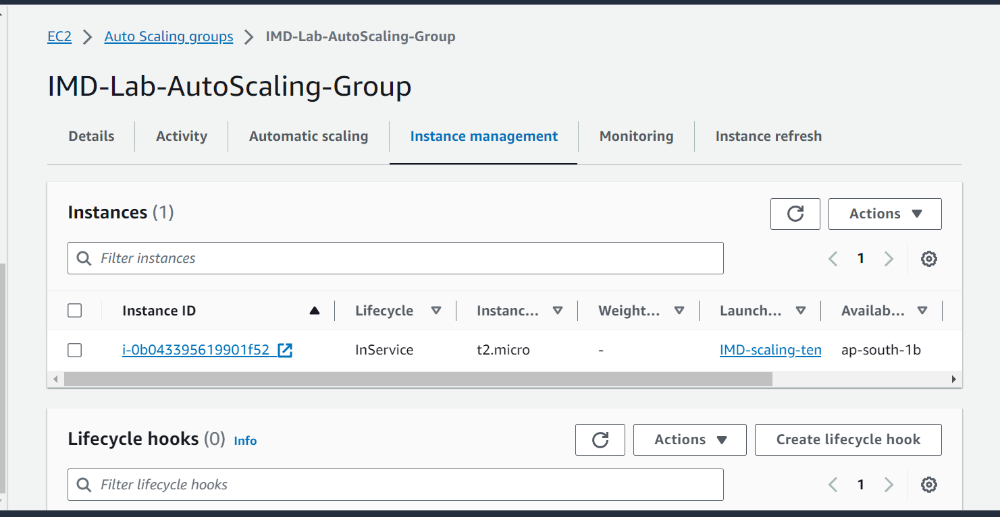 EC2 > Auto Scaling groups > IMD-Lab-AutoScaling-Group
IMD-Lab-AutoScaling-Group
Details Activity Automatic scaling Instance management Monitoring Instance refresh
Instances (1) Actions
Filter instances 1
Instance ID Lifecycle Instanc... Weight... Launch... Availab...
i-0b043395619901f52 InService t2.micro - IMD-scaling-ten ap-south-1b
Lifecycle hooks (0) Info Actions Create lifecycle hook
Filter lifecycle hooks 1